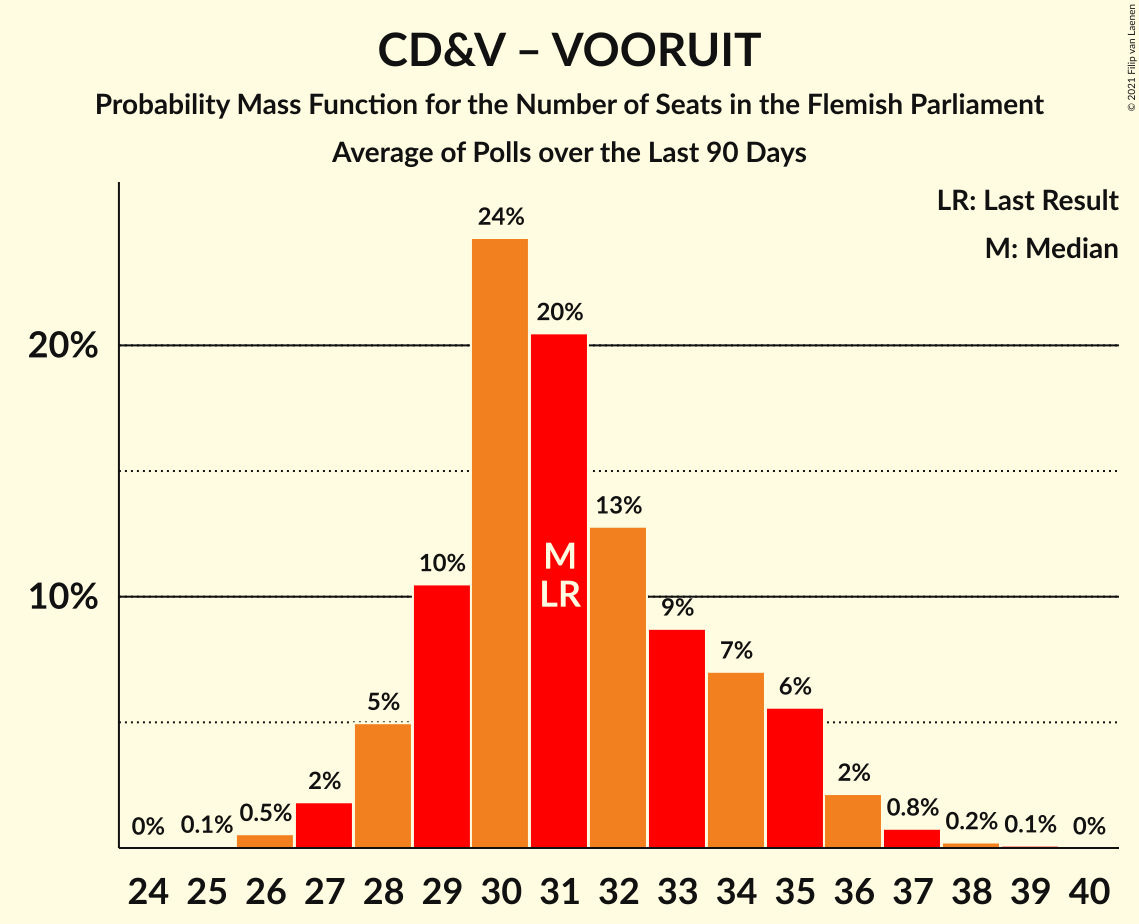 CD&V – VOORUIT
Probability Mass Function for the Number of Seats in the Flemish Parliament
Average of Polls over the Last 90 Days
© 2021 Filip van Laenen
LR: Last Result
M: Median
20%
10%
0%
0.1%
0.5%
2%
5%
10%
24%
20%
13%
9%
7%
6%
2%
0.8%
0.2%
0.1%
0%
M
LR
24 25 26 27 28 29 30 31 32 33 34 35 36 37 38 39 40